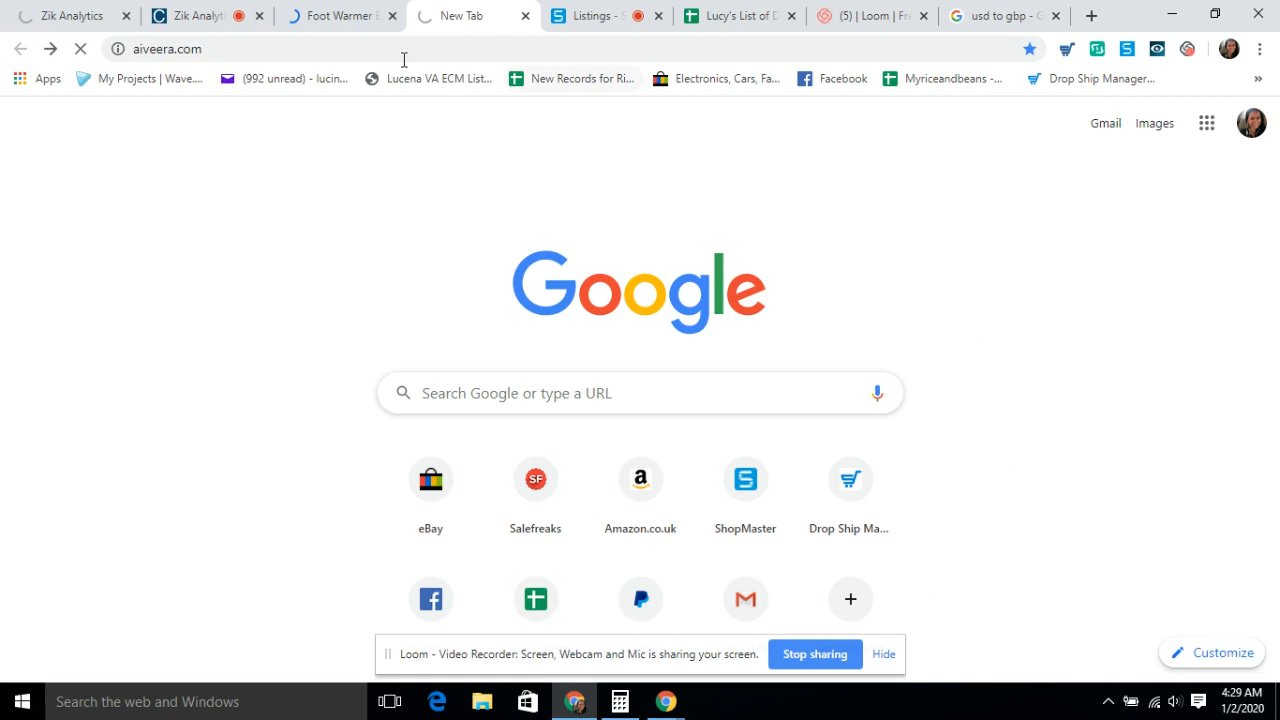 Zik Analyt
Zik Analyt
Foot Warmer E
New Tab
Listings - S
Lucy's List of D
(5) | Loom | Fre
usd to gbp - G
aiveera.com
Apps
My Projects | Wave....
(992 unread) - lucin...
Lucena VA ECM List...
New Records for Ri...
Electronics, Cars, Fa...
Facebook
Myriceandbeans -...
Drop Ship Manager...
Gmail
Images
Google
Search Google or type a URL
SF
eBay
Salefreaks
Amazon.co.uk
ShopMaster
Drop Ship Ma...
Loom - Video Recorder: Screen, Webcam and Mic is sharing your screen.
Stop sharing
Hide
Customize
Search the web and Windows
4:29 AM
1/2/2020